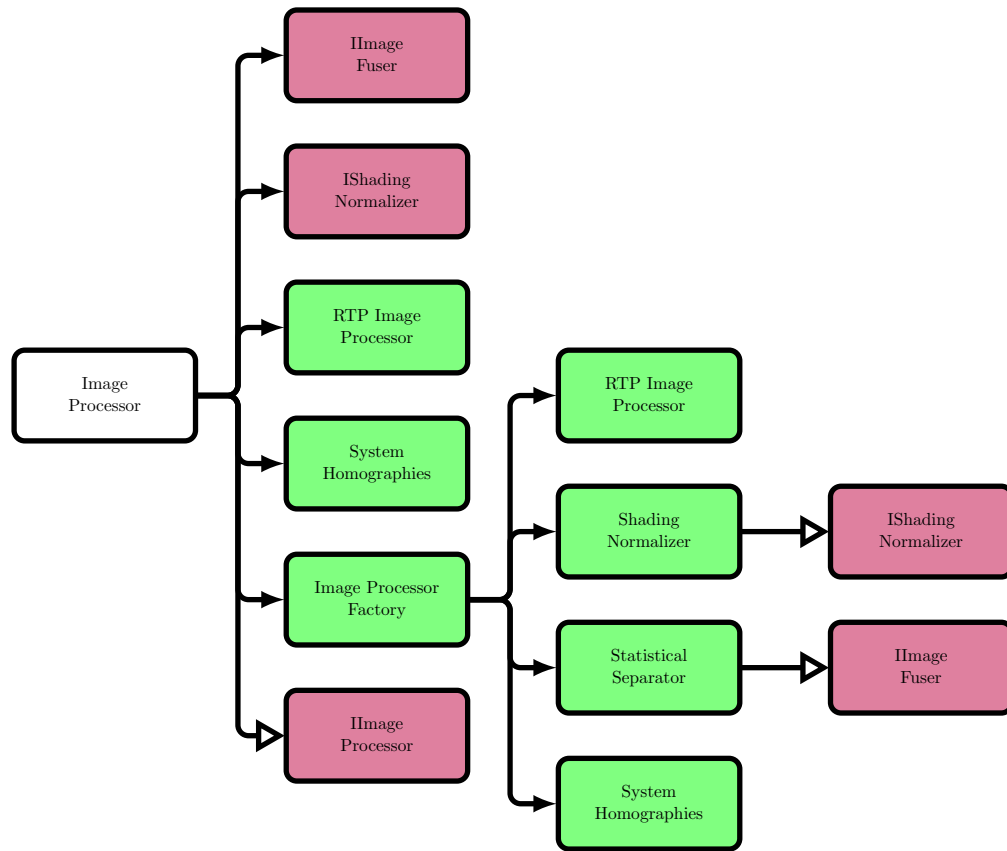 IImage
Fuser
IShading
Normalizer
RTP Image
Processor
Image
Processor
System
Homographies
Image Processor
Factory
IImage
Processor
RTP Image
Processor
Shading
Normalizer
Statistical
Separator
System
Homographies
IShading
Normalizer
IImage
Fuser